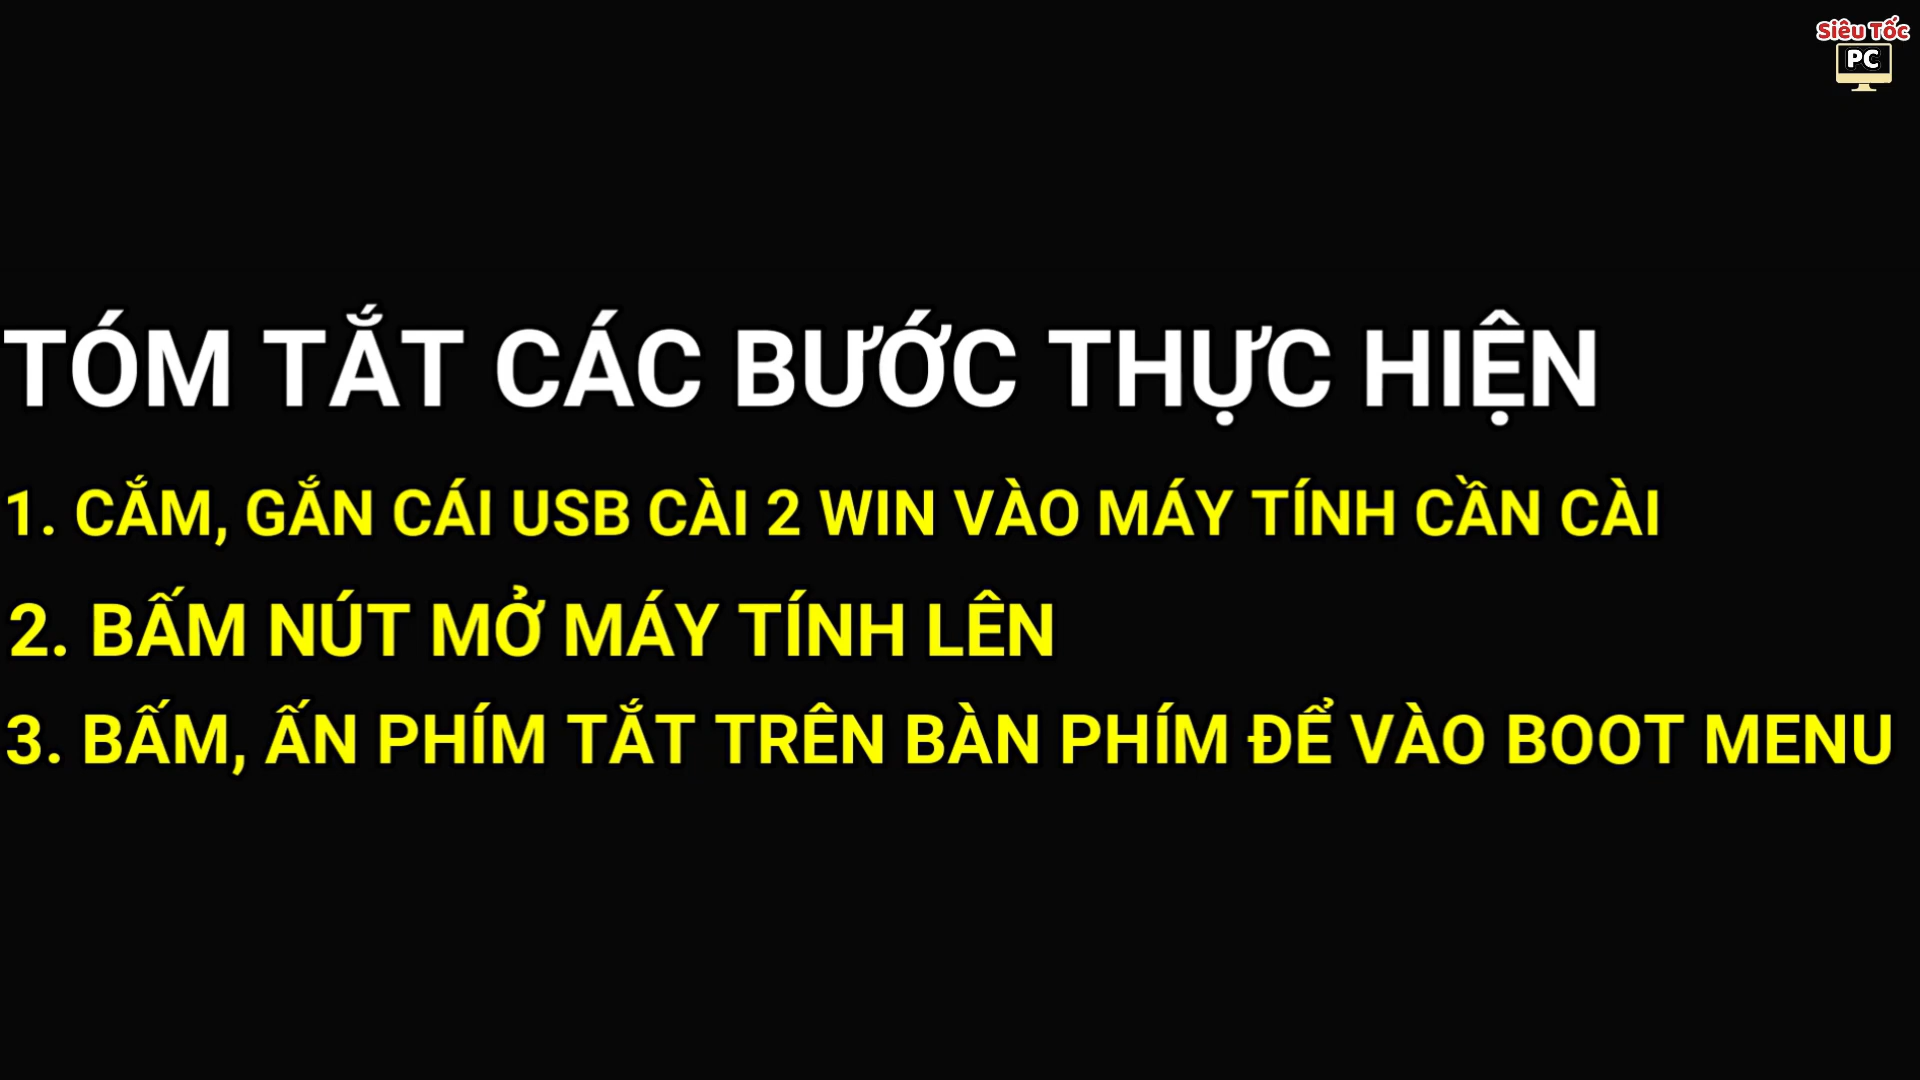 Siêu Tốc
PC
TÓM TẮT CÁC BƯỚC THỰC HIỆN
1. CẮM, GẮN CÁI USB CÀI 2 WIN VÀO MÁY TÍNH CẦN CÀI
2. BẤM NÚT MỞ MÁY TÍNH LÊN
3. BẤM, ẤN PHÍM TẮT TRÊN BÀN PHÍM ĐỂ VÀO BOOT MENU